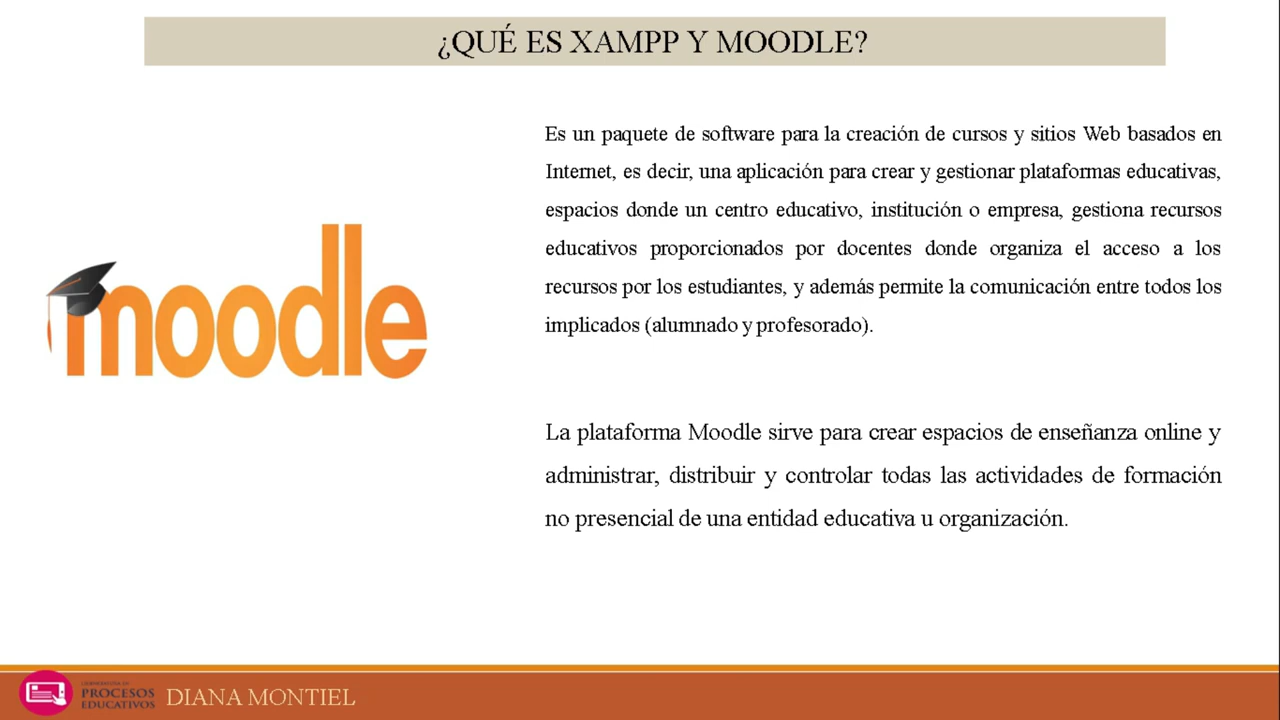 ¿QUÉ ES XAMPP Y MOODLE?
Es un paquete de software para la creación de cursos y sitios Web basados en
Internet, es decir, una aplicación para crear y gestionar plataformas educativas,
espacios donde un centro educativo, institución o empresa, gestiona recursos
educativos proporcionados por docentes donde organiza el acceso a los
recursos por los estudiantes, y además permite la comunicación entre todos los
implicados (alumnado y profesorado).
moodle
La plataforma Moodle sirve para crear espacios de enseñanza online y
administrar, distribuir y controlar todas las actividades de formación
no presencial de una entidad educativa u organización.
PROCESOS
EDUCATIVOS
DIANA MONTIEL